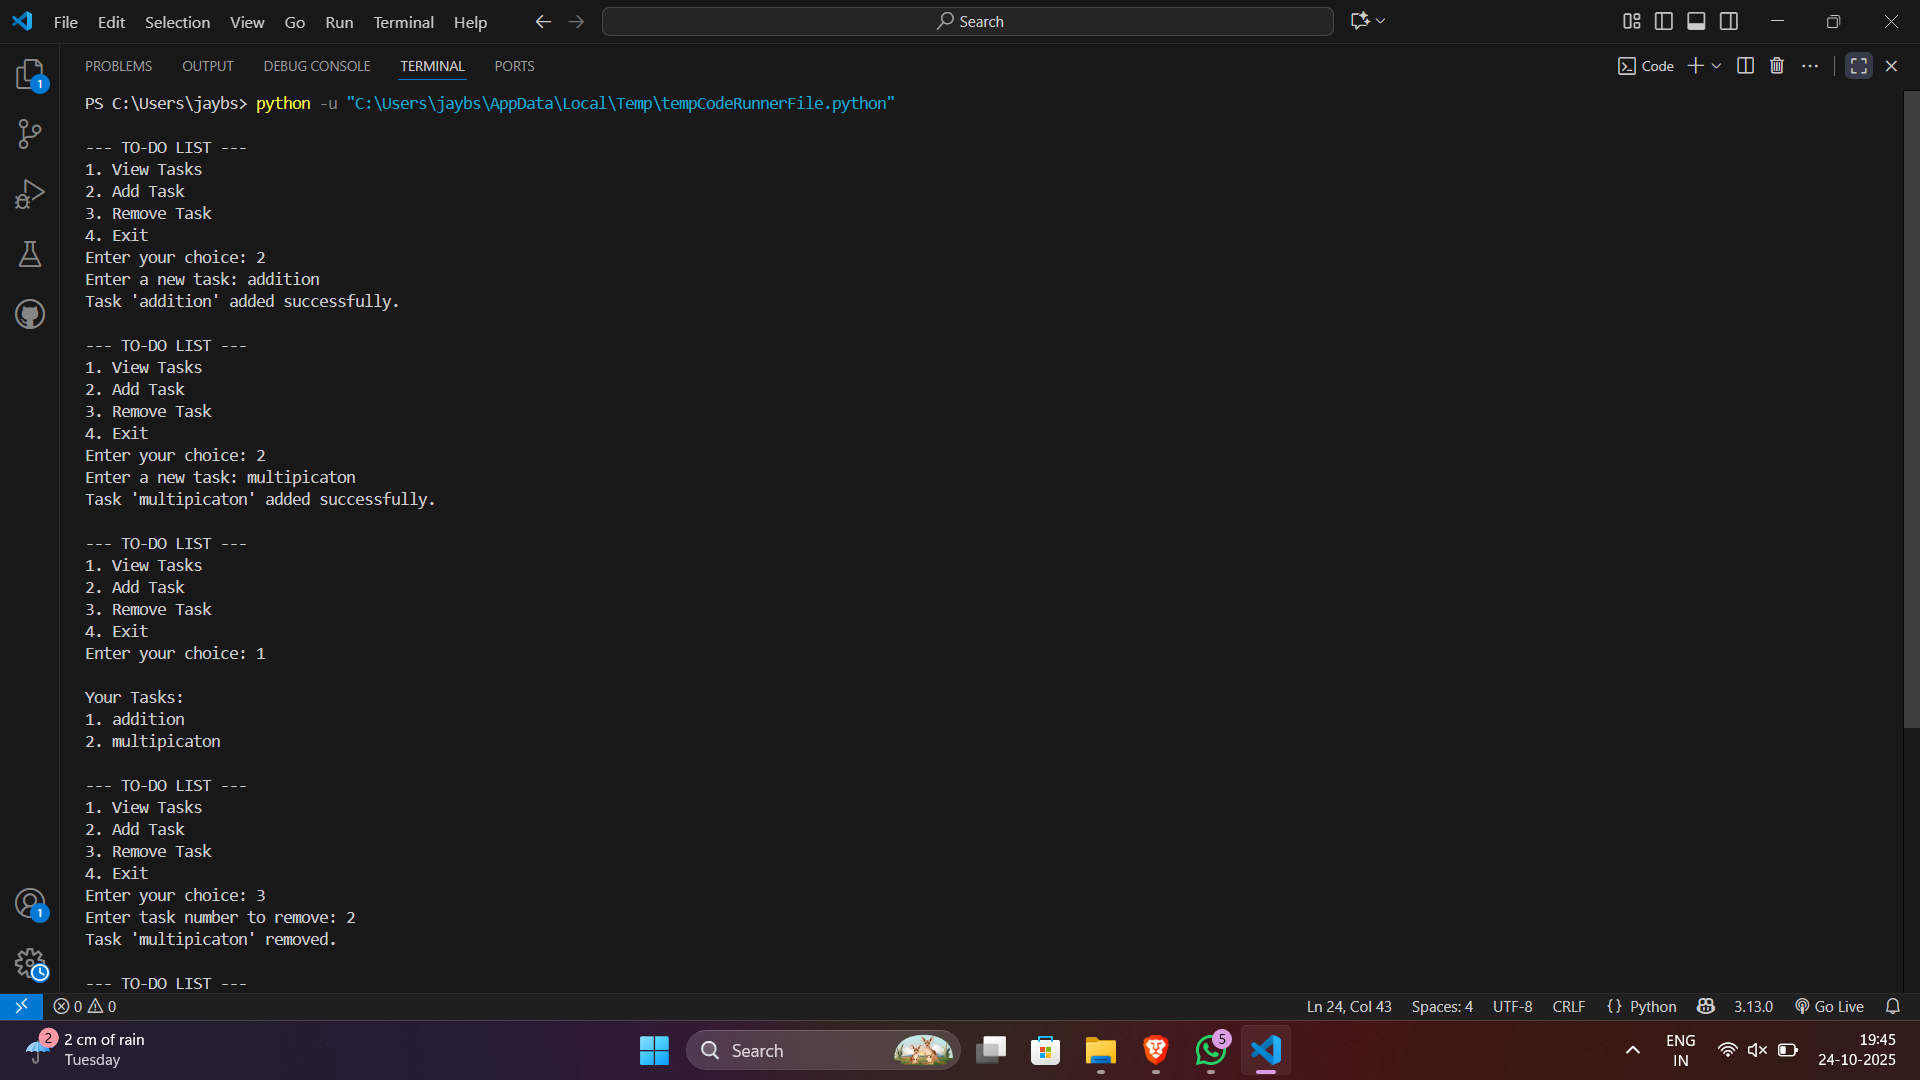 File Edit Selection View Go Run Terminal Help Search
1 PROBLEMS OUTPUT DEBUG CONSOLE TERMINAL PORTS Code
PS C:\Users\jaybs> python -u "C:\Users\jaybs\AppData\Local\Temp\tempCodeRunnerFile.python"
--- TO-DO LIST ---
1. View Tasks
2. Add Task
3. Remove Task
4. Exit
Enter your choice: 2
Enter a new task: addition
Task 'addition' added successfully.
--- TO-DO LIST ---
1. View Tasks
2. Add Task
3. Remove Task
4. Exit
Enter your choice: 2
Enter a new task: multipicaton
Task 'multipicaton' added successfully.
--- TO-DO LIST ---
1. View Tasks
2. Add Task
3. Remove Task
4. Exit
Enter your choice: 1
Your Tasks:
1. addition
2. multipicaton
--- TO-DO LIST ---
1. View Tasks
2. Add Task
3. Remove Task
4. Exit
Enter your choice: 3
Enter task number to remove: 2
Task 'multipicaton' removed.
--- TO-DO LIST ---
1
0 0 Ln 24, Col 43 Spaces: 4 UTF-8 CRLF {} Python 3.13.0 Go Live
2 2 cm of rain
Tuesday
Search
5
ENG
IN
19:45
24-10-2025